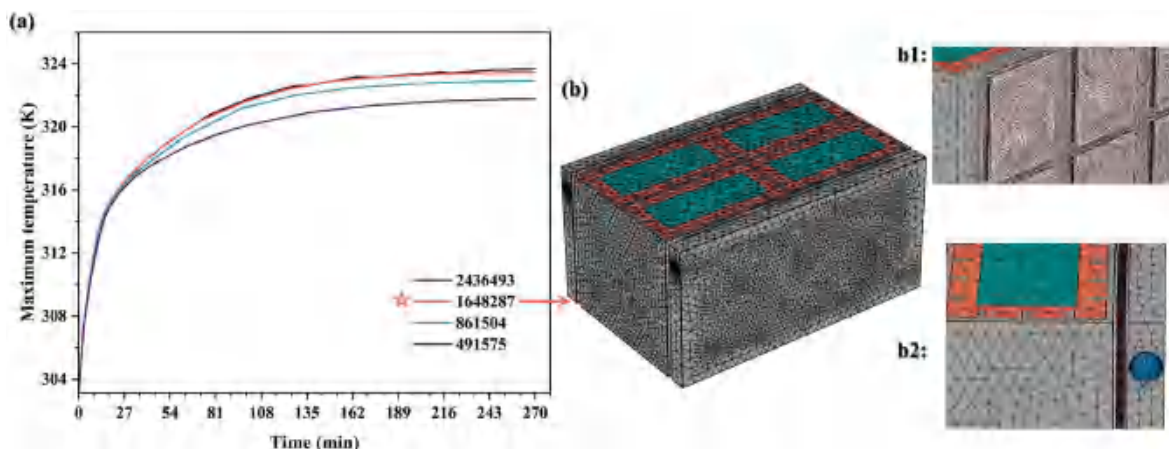 (a)
324
320
316
312
308
304
Maximum temperature (K)
2436493
☆ 1648287
861504
491575
0 27 54 81 108 135 162 189 216 243 270
Time (min)
(b)
b1:
b2: